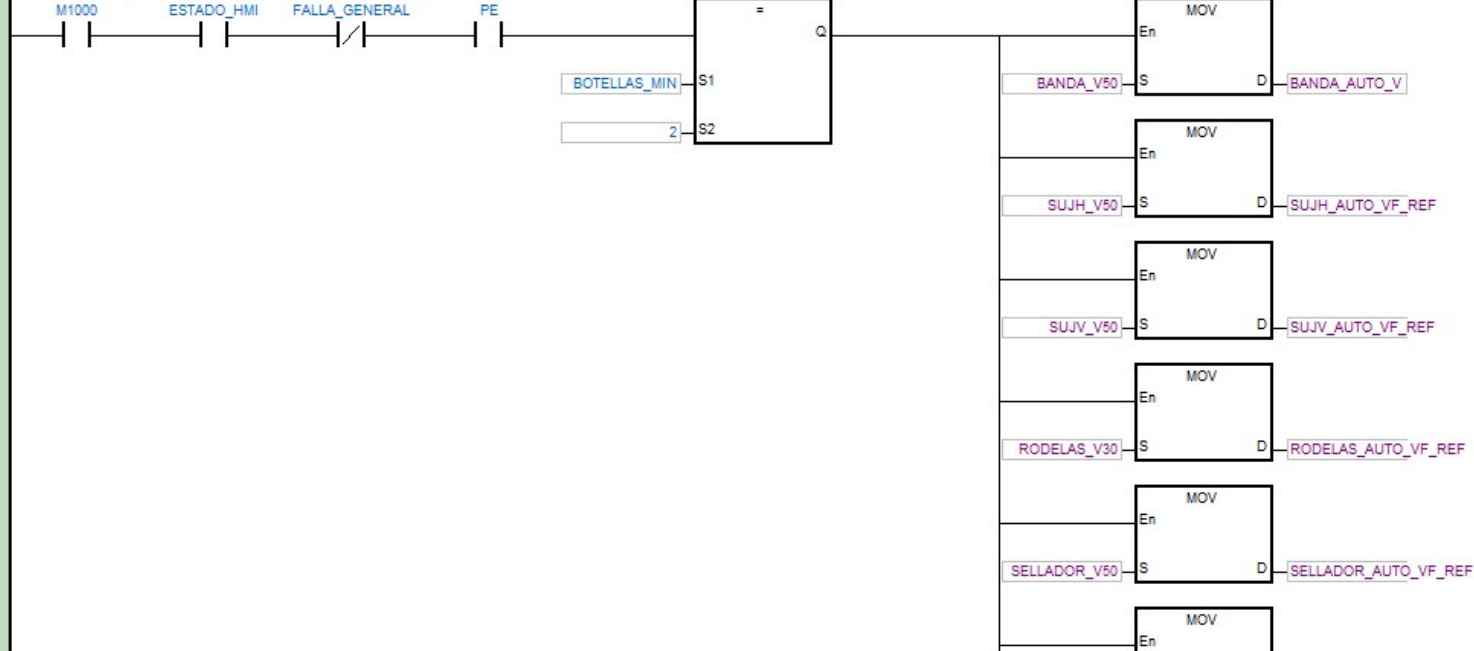 M1000 ESTADO_HMI FALLA_GENERAL PE
=
Q
BOTELLAS_MIN S1
2 S2
MOV
En
BANDA_V50 S D BANDA_AUTO_V
MOV
En
SUJH_V50 S D SUJH_AUTO_VF_REF
MOV
En
SUJV_V50 S D SUJV_AUTO_VF_REF
MOV
En
RODELAS_V30 S D RODELAS_AUTO_VF_REF
MOV
En
SELLADOR_V50 S D SELLADOR_AUTO_VF_REF
MOV
En